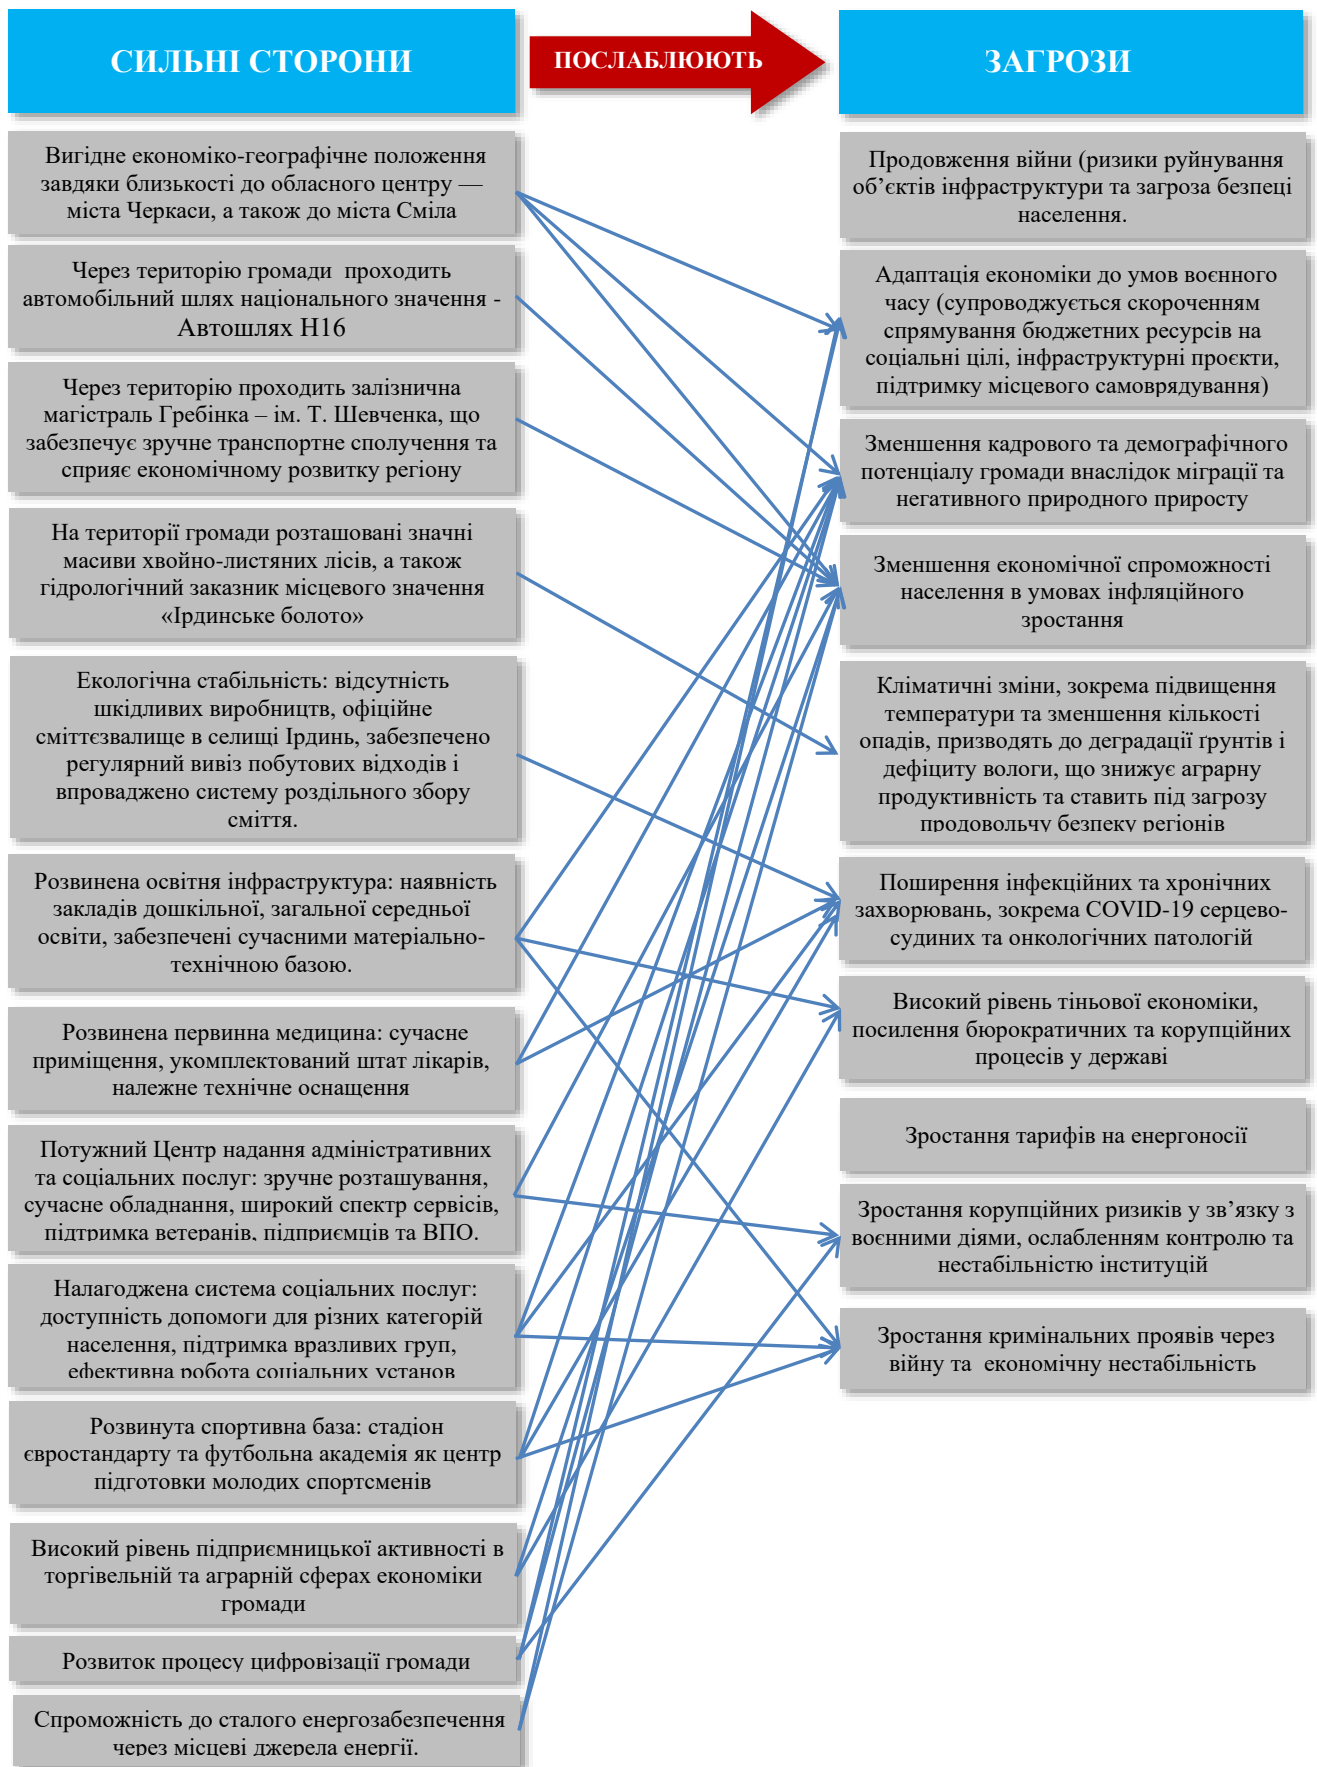 СИЛЬНІ СТОРОНИ
ПОСЛАБЛЮЮТЬ
ЗАГРОЗИ
Вигідне економіко-географічне положення
завдяки близькості до обласного центру —
міста Черкаси, а також до міста Сміла
Через територію громади проходить
автомобільний шлях національного значення -
Автошлях Н16
Через територію проходить залізнична
магістраль Гребінка – ім. Т. Шевченка, що
забезпечує зручне транспортне сполучення та
сприяє економічному розвитку регіону
На території громади розташовані значні
масиви хвойно-листяних лісів, а також
гідрологічний заказник місцевого значення
«Ірдинське болото»
Екологічна стабільність: відсутність
шкідливих виробництв, офіційне
сміттєзвалище в селищі Ірдинь, забезпечено
регулярний вивіз побутових відходів і
впроваджено систему роздільного збору
сміття.
Розвинена освітня інфраструктура: наявність
закладів дошкільної, загальної середньої
освіти, забезпечені сучасними матеріально-
технічною базою.
Розвинена первинна медицина: сучасне
приміщення, укомплектований штат лікарів,
належне технічне оснащення
Потужний Центр надання адміністративних
та соціальних послуг: зручне розташування,
сучасне обладнання, широкий спектр сервісів,
підтримка ветеранів, підприємців та ВПО.
Налагоджена система соціальних послуг:
доступність допомоги для різних категорій
населення, підтримка вразливих груп,
ефективна робота соціальних установ
Розвинута спортивна база: стадіон
євростандарту та футбольна академія як центр
підготовки молодих спортсменів
Високий рівень підприємницької активності в
торгівельній та аграрній сферах економіки
громади
Розвиток процесу цифровізації громади
Спроможність до сталого енергозабезпечення
через місцеві джерела енергії.
Продовження війни (ризики руйнування
об’єктів інфраструктури та загроза безпеці
населення.
Адаптація економіки до умов воєнного
часу (супроводжується скороченням
спрямування бюджетних ресурсів на
соціальні цілі, інфраструктурні проєкти,
підтримку місцевого самоврядування)
Зменшення кадрового та демографічного
потенціалу громади внаслідок міграції та
негативного природного приросту
Зменшення економічної спроможності
населення в умовах інфляційного
зростання
Кліматичні зміни, зокрема підвищення
температури та зменшення кількості
опадів, призводять до деградації ґрунтів і
дефіциту вологи, що знижує аграрну
продуктивність та ставить під загрозу
продовольчу безпеку регіонів
Поширення інфекційних та хронічних
захворювань, зокрема COVID-19 серцево-
судиних та онкологічних патологій
Високий рівень тіньової економіки,
посилення бюрократичних та корупційних
процесів у державі
Зростання тарифів на енергоносії
Зростання корупційних ризиків у зв’язку з
воєнними діями, ослабленням контролю та
нестабільністю інституцій
Зростання кримінальних проявів через
війну та економічну нестабільність